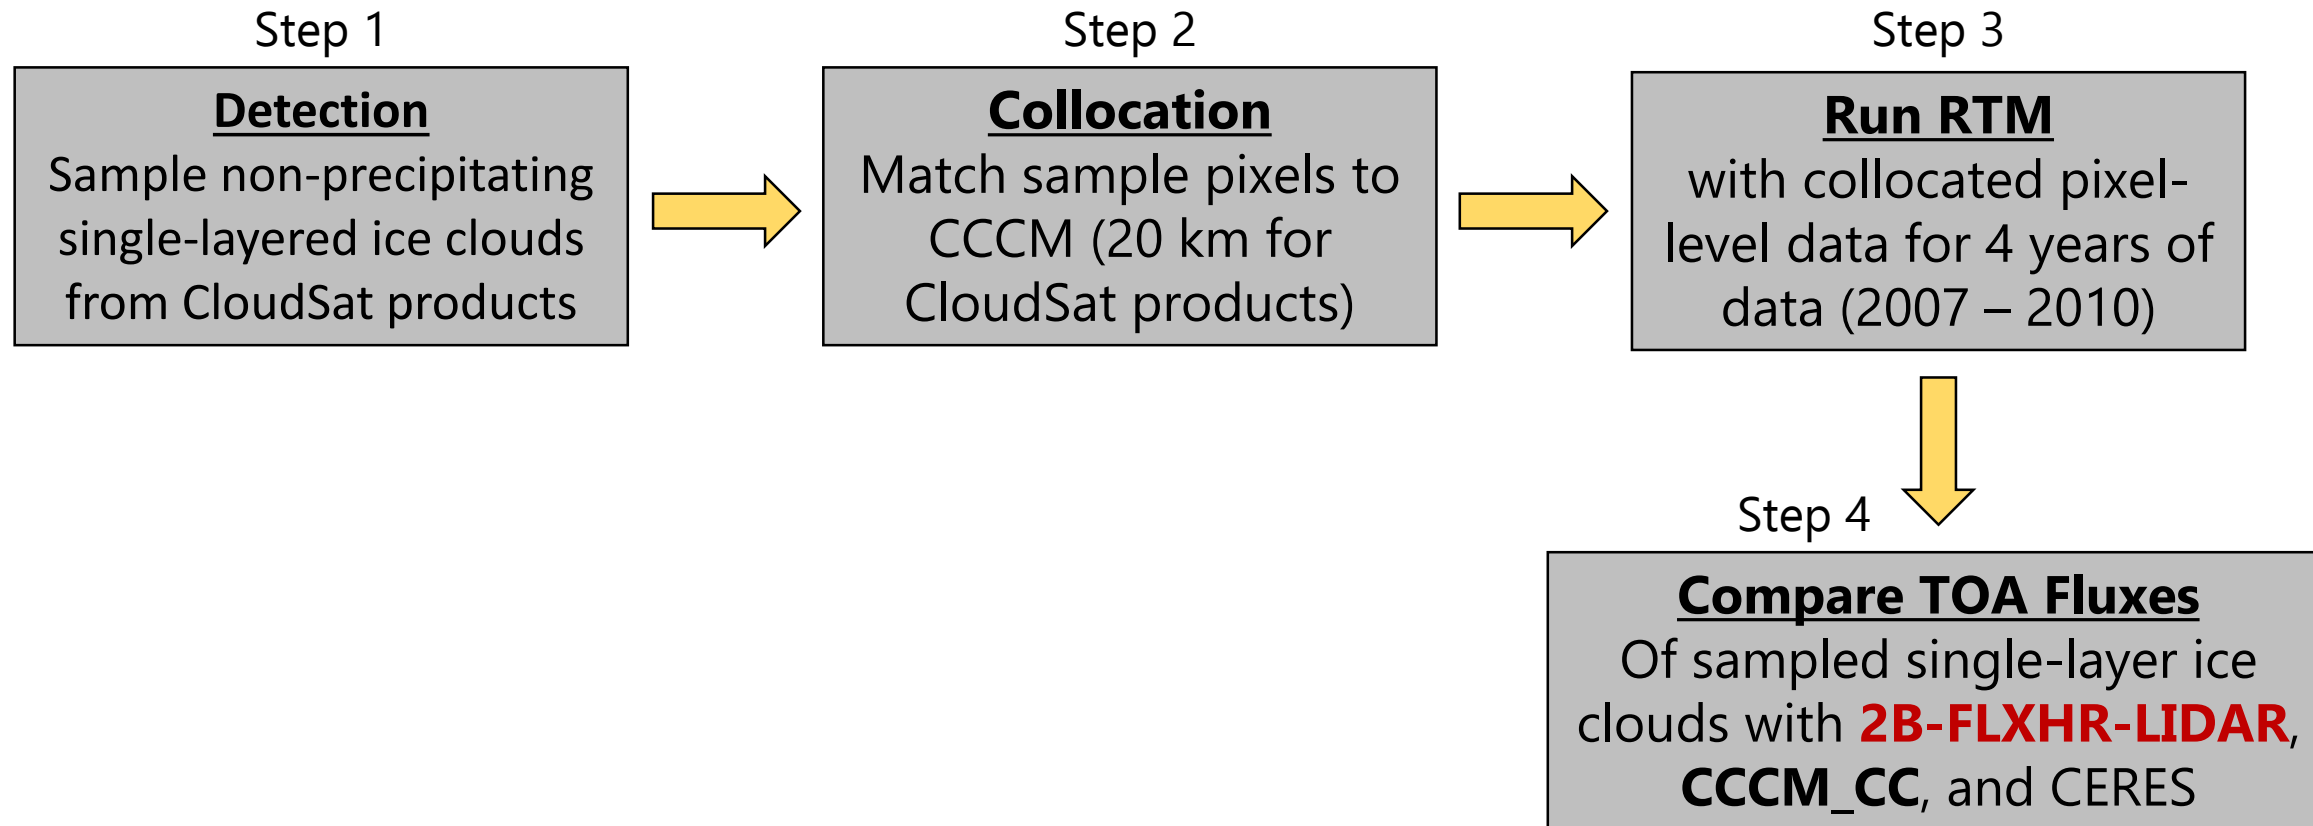 Step 1
Detection
Sample non-precipitating
single-layered ice clouds
from CloudSat products
Step 2
Collocation
Match sample pixels to
CCCM (20 km for
CloudSat products)
Step 3
Run RTM
with collocated pixel-
level data for 4 years of
data (2007 – 2010)
Step 4
Compare TOA Fluxes
Of sampled single-layer ice
clouds with 2B-FLXHR-LIDAR,
CCCM_CC, and CERES